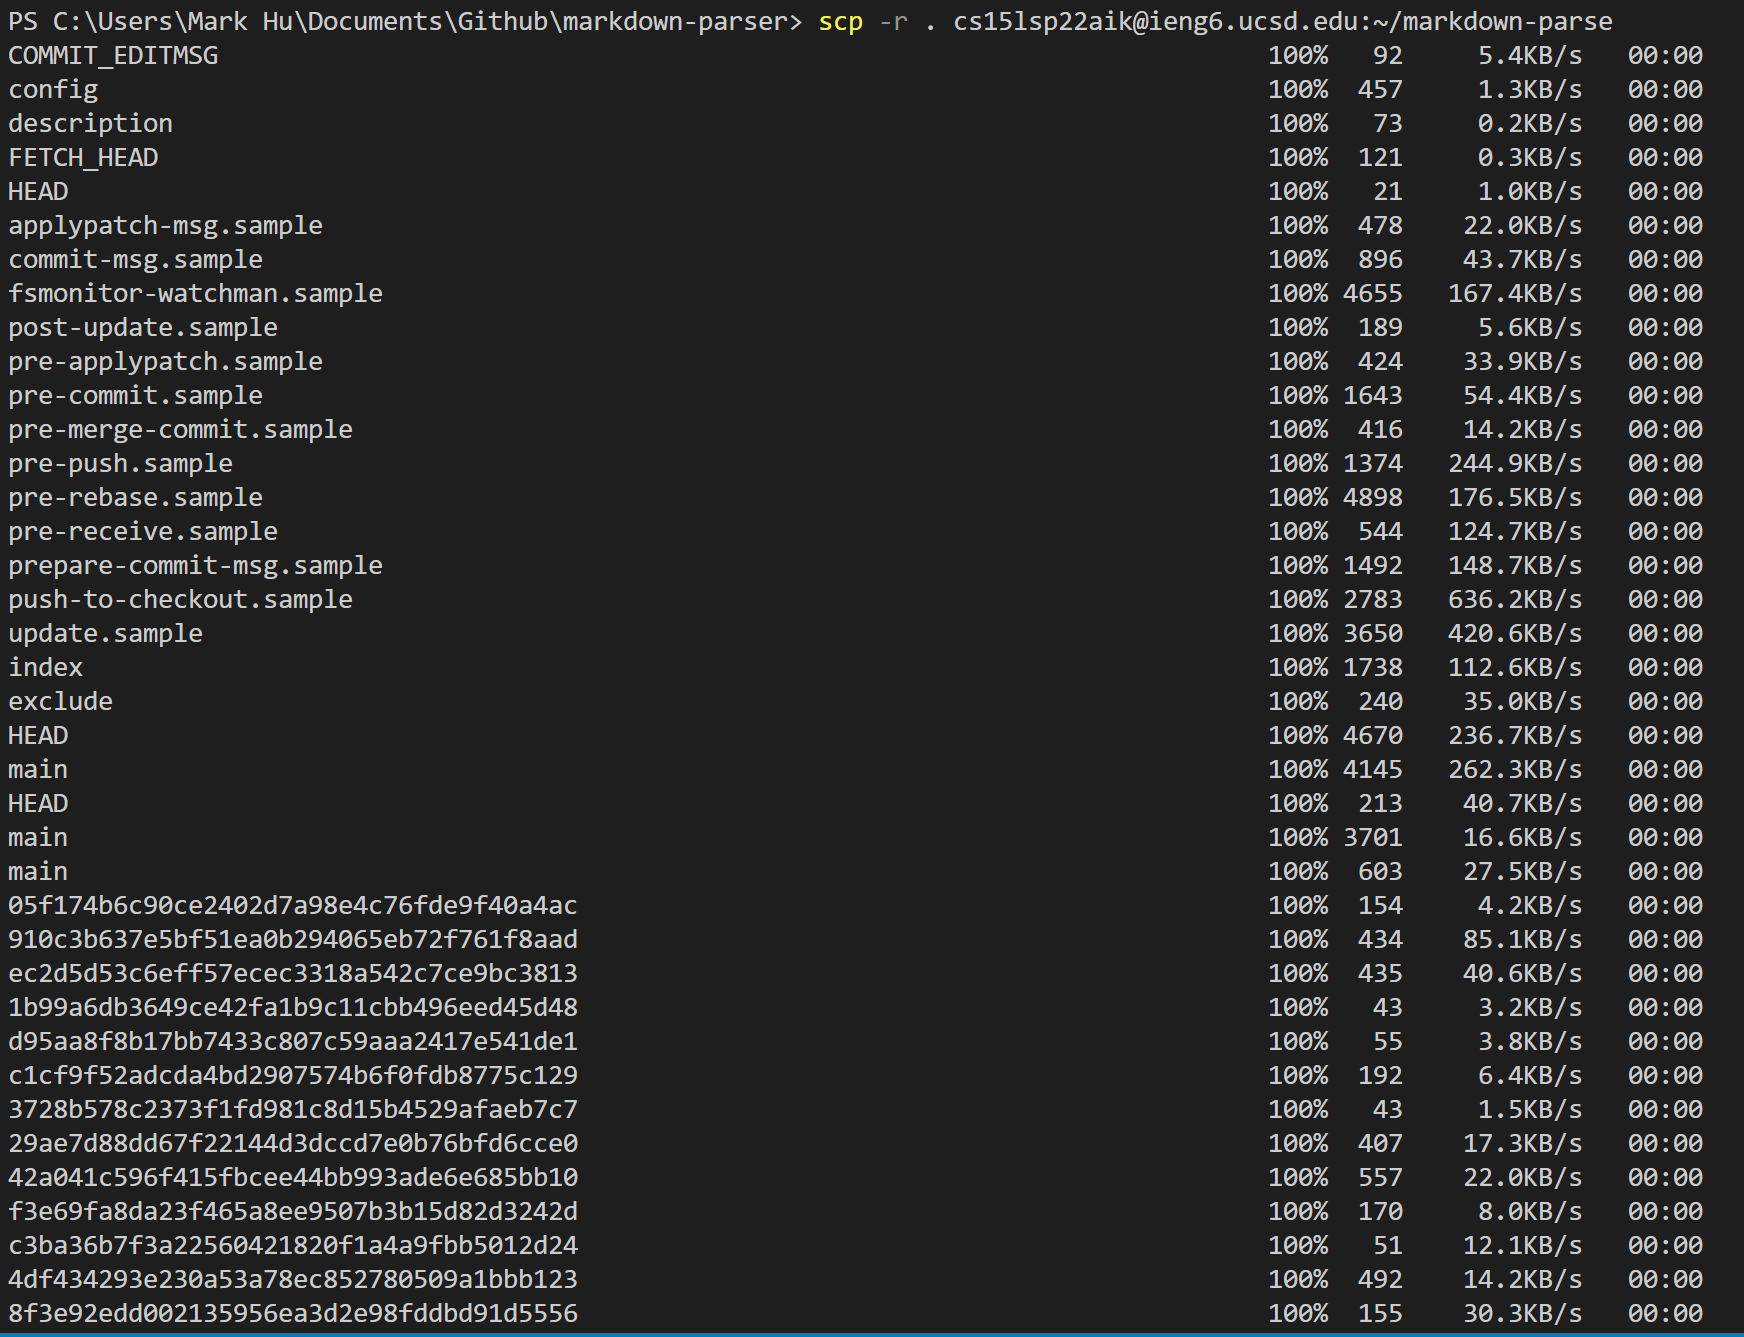 PS C:\Users\Mark Hu\Documents\Github\markdown-parser> scp -r . cs15lsp22aik@ieng6.ucsd.edu:~/markdown-parse
COMMIT_EDITMSG 100% 92 5.4KB/s 00:00
config 100% 457 1.3KB/s 00:00
description 100% 73 0.2KB/s 00:00
FETCH_HEAD 100% 121 0.3KB/s 00:00
HEAD 100% 21 1.0KB/s 00:00
applypatch-msg.sample 100% 478 22.0KB/s 00:00
commit-msg.sample 100% 896 43.7KB/s 00:00
fsmonitor-watchman.sample 100% 4655 167.4KB/s 00:00
post-update.sample 100% 189 5.6KB/s 00:00
pre-applypatch.sample 100% 424 33.9KB/s 00:00
pre-commit.sample 100% 1643 54.4KB/s 00:00
pre-merge-commit.sample 100% 416 14.2KB/s 00:00
pre-push.sample 100% 1374 244.9KB/s 00:00
pre-rebase.sample 100% 4898 176.5KB/s 00:00
pre-receive.sample 100% 544 124.7KB/s 00:00
prepare-commit-msg.sample 100% 1492 148.7KB/s 00:00
push-to-checkout.sample 100% 2783 636.2KB/s 00:00
update.sample 100% 3650 420.6KB/s 00:00
index 100% 1738 112.6KB/s 00:00
exclude 100% 240 35.0KB/s 00:00
HEAD 100% 4670 236.7KB/s 00:00
main 100% 4145 262.3KB/s 00:00
HEAD 100% 213 40.7KB/s 00:00
main 100% 3701 16.6KB/s 00:00
main 100% 603 27.5KB/s 00:00
05f174b6c90ce2402d7a98e4c76fde9f40a4ac 100% 154 4.2KB/s 00:00
910c3b637e5bf51ea0b294065eb72f761f8aad 100% 434 85.1KB/s 00:00
ec2d5d53c6eff57ecec3318a542c7ce9bc3813 100% 435 40.6KB/s 00:00
1b99a6db3649ce42fa1b9c11cbb496eed45d48 100% 43 3.2KB/s 00:00
d95aa8f8b17bb7433c807c59aaa2417e541de1 100% 55 3.8KB/s 00:00
c1cf9f52adcda4bd2907574b6f0fdb8775c129 100% 192 6.4KB/s 00:00
3728b578c2373f1fd981c8d15b4529afaeb7c7 100% 43 1.5KB/s 00:00
29ae7d88dd67f22144d3dccd7e0b76bfd6cce0 100% 407 17.3KB/s 00:00
42a041c596f415fbcee44bb993ade6e685bb10 100% 557 22.0KB/s 00:00
f3e69fa8da23f465a8ee9507b3b15d82d3242d 100% 170 8.0KB/s 00:00
c3ba36b7f3a22560421820f1a4a9fbb5012d24 100% 51 12.1KB/s 00:00
4df434293e230a53a78ec852780509a1bbb123 100% 492 14.2KB/s 00:00
8f3e92edd002135956ea3d2e98fddbd91d5556 100% 155 30.3KB/s 00:00